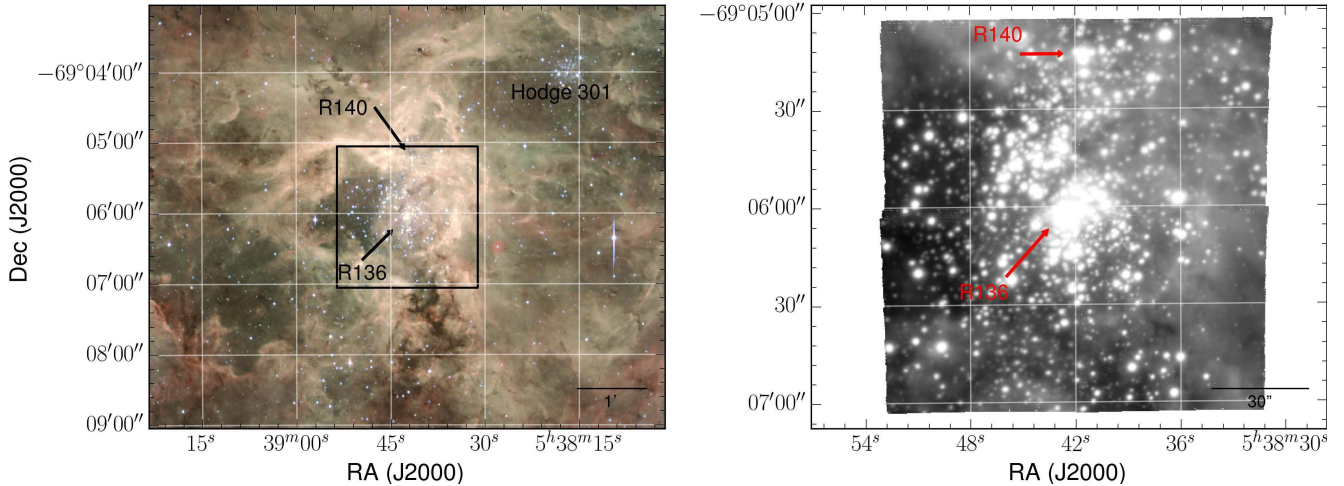 Dec (J2000)
−69°04′00″
05′00″
06′00″
07′00″
08′00″
09′00″
R140
Hodge 301
R136
1'
15ˢ
39ᵐ00ˢ
45ˢ
30ˢ
5ʰ38ᵐ15ˢ
RA (J2000)
−69°05′00″
30″
06′00″
30″
07′00″
R140
R136
30"
54ˢ
48ˢ
42ˢ
36ˢ
5ʰ38ᵐ30ˢ
RA (J2000)